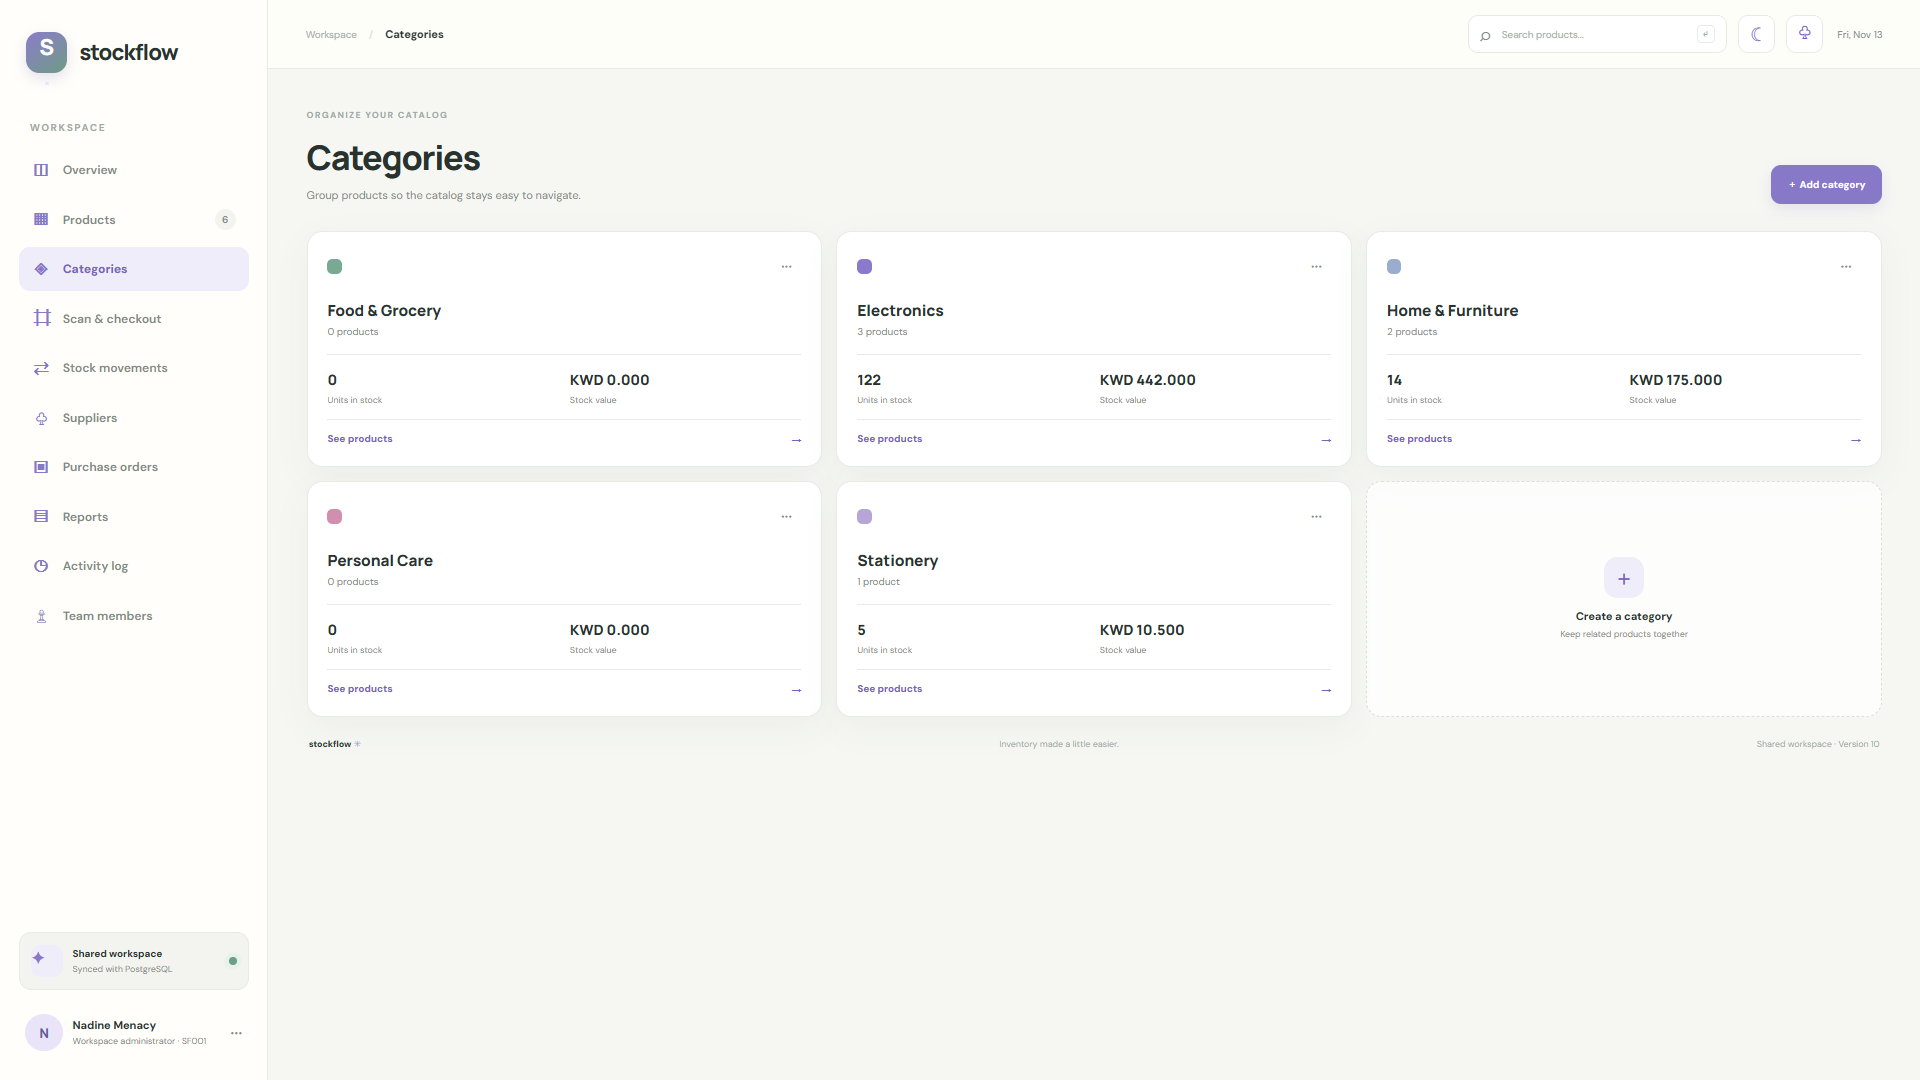 S stockflow
WORKSPACE
Overview
Products 6
Categories
Scan & checkout
Stock movements
Suppliers
Purchase orders
Reports
Activity log
Team members
Shared workspace
Synced with PostgreSQL
N
Nadine Menacy
Workspace administrator · SF001
Workspace / Categories
Search products...
Fri, Nov 13
ORGANIZE YOUR CATALOG
Categories
Group products so the catalog stays easy to navigate.
+ Add category
Food & Grocery
0 products
0 KWD 0.000
Units in stock Stock value
See products →
Electronics
3 products
122 KWD 442.000
Units in stock Stock value
See products →
Home & Furniture
2 products
14 KWD 175.000
Units in stock Stock value
See products →
Personal Care
0 products
0 KWD 0.000
Units in stock Stock value
See products →
Stationery
1 product
5 KWD 10.500
Units in stock Stock value
See products →
+
Create a category
Keep related products together
stockflow
Inventory made a little easier.
Shared workspace · Version 10